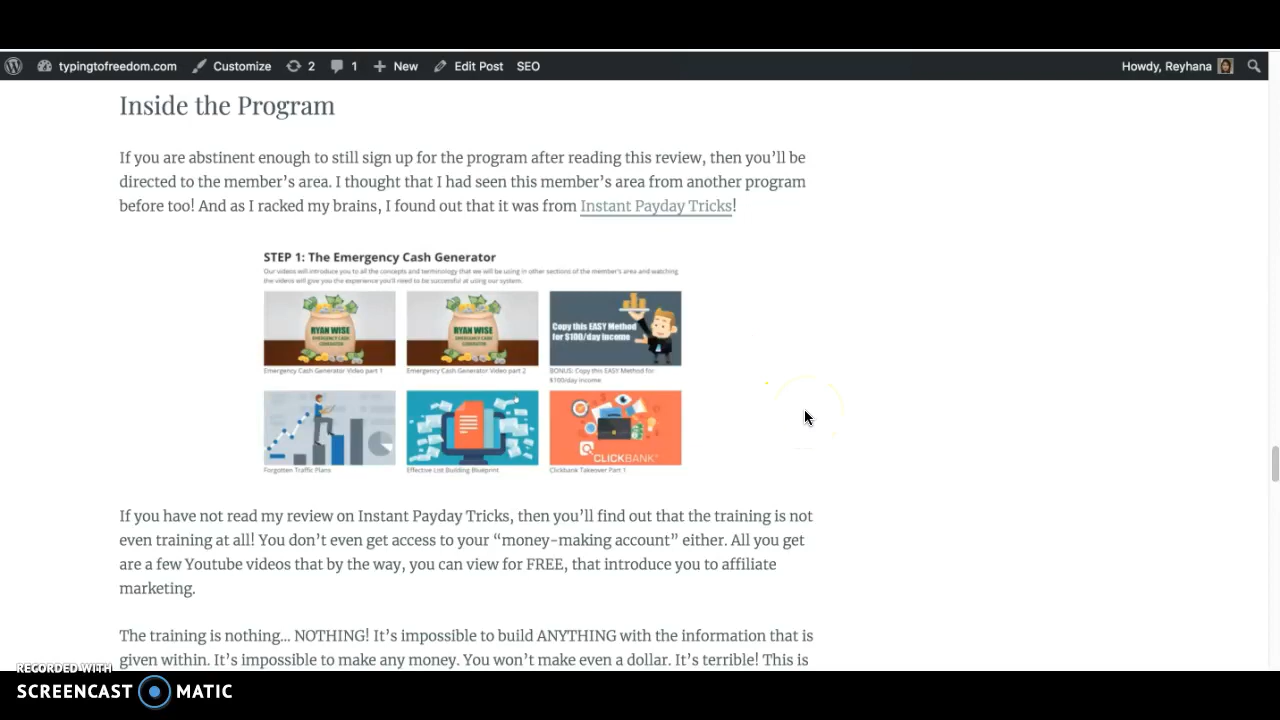 typingtofreedom.com Customize 2 1 New Edit Post SEO Howdy, Reyhana
Inside the Program
If you are abstinent enough to still sign up for the program after reading this review, then you’ll be
directed to the member’s area. I thought that I had seen this member’s area from another program
before too! And as I racked my brains, I found out that it was from Instant Payday Tricks!
STEP 1: The Emergency Cash Generator
Our videos will introduce you to all the concepts and terminology that we will be using in other sections of the member's area and watching
the videos will give you the experience you'll need to be successful at using our system.
RYAN WISE
EMERGENCY CASH
GENERATOR
RYAN WISE
EMERGENCY CASH
GENERATOR
Copy this EASY Method
for $100/day income
Emergency Cash Generator Video part 1
Emergency Cash Generator Video part 2
BONUS: Copy this EASY Method for
$100/day income
CLICKBANK
Forgotten Traffic Plans
Effective List Building Blueprint
Clickbank Takeover Part 1
If you have not read my review on Instant Payday Tricks, then you’ll find out that the training is not
even training at all! You don’t even get access to your “money-making account” either. All you get
are a few Youtube videos that by the way, you can view for FREE, that introduce you to affiliate
marketing.
The training is nothing… NOTHING! It’s impossible to build ANYTHING with the information that is
given within. It’s impossible to make any money. You won’t make even a dollar. It’s terrible! This is
RECORDED WITH
SCREENCAST MATIC